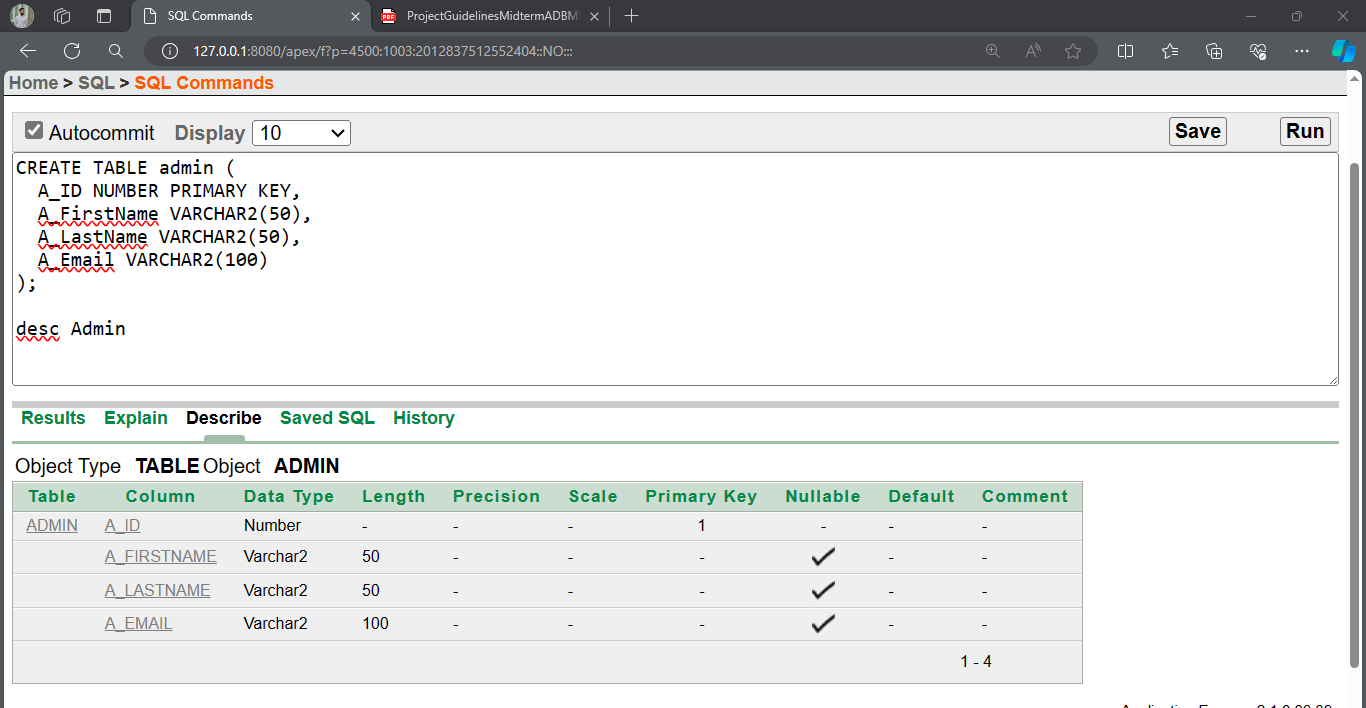 SQL Commands
ProjectGuidelinesMidtermADBM
127.0.0.1:8080/apex/f?p=4500:1003:2012837512552404::NO:::
Home > SQL > SQL Commands
Autocommit Display 10 Save Run
CREATE TABLE admin (
A_ID NUMBER PRIMARY KEY,
A_FirstName VARCHAR2(50),
A_LastName VARCHAR2(50),
A_Email VARCHAR2(100)
);
desc Admin
Results Explain Describe Saved SQL History
Object Type TABLE Object ADMIN
Table Column Data Type Length Precision Scale Primary Key Nullable Default Comment
ADMIN A_ID Number - - - 1 - - -
A_FIRSTNAME Varchar2 50 - - - - -
A_LASTNAME Varchar2 50 - - - - -
A_EMAIL Varchar2 100 - - - - -
1 - 4